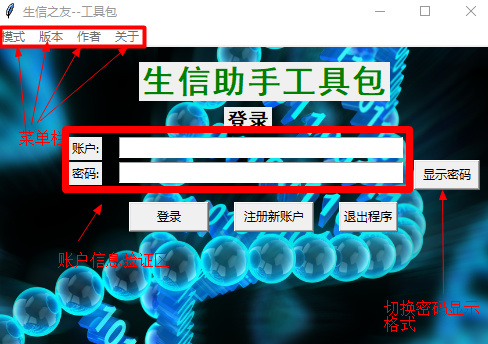 生信之友--工具包
模式 版本 作者 关于
生信助手工具包
登录
菜单栏
账户:
密码:
显示密码
登录 注册新账户 退出程序
账户信息验证区
切换密码显示
格式